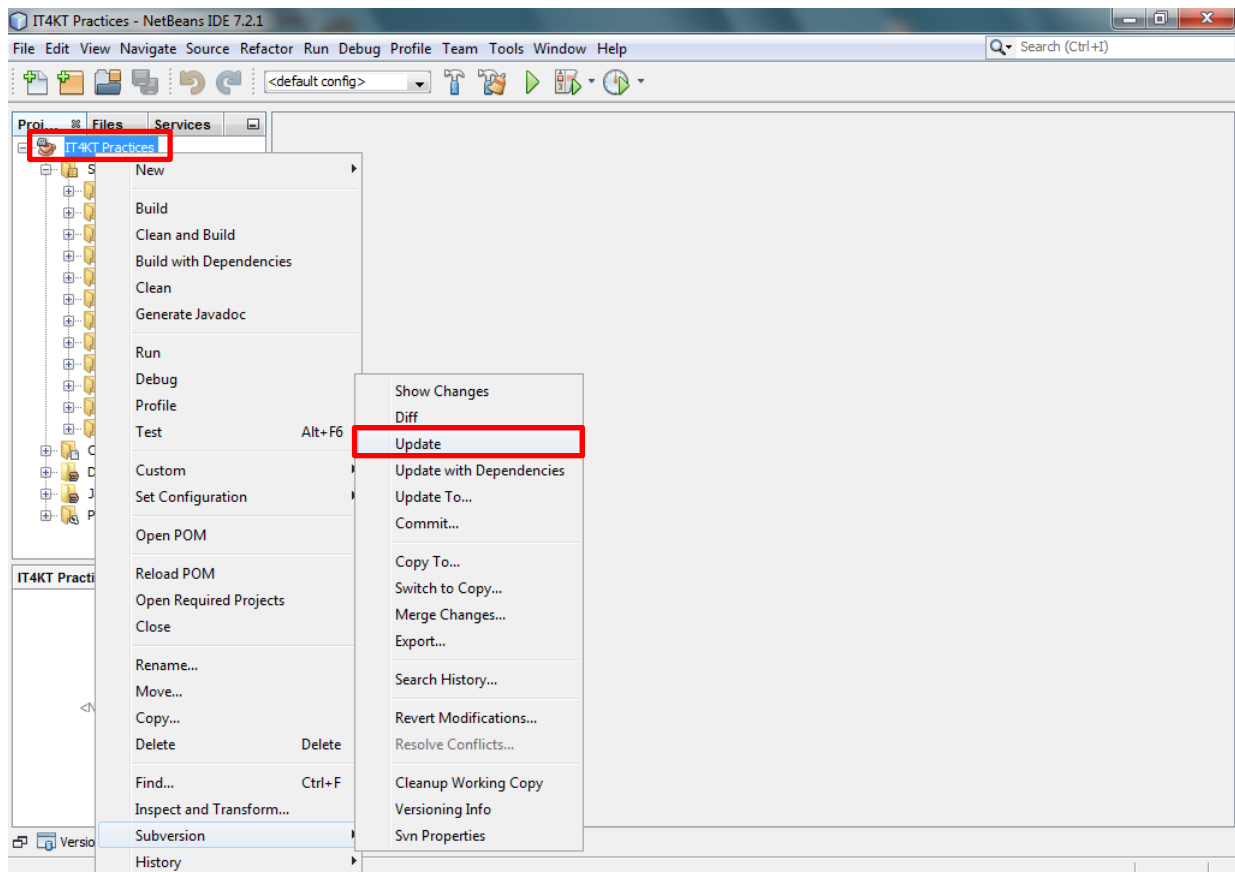 IT4KT Practices - NetBeans IDE 7.2.1
File Edit View Navigate Source Refactor Run Debug Profile Team Tools Window Help
Search (Ctrl+I)
<default config>
Proj... Files Services
IT4KT Practices
S
New
Build
Clean and Build
Build with Dependencies
Clean
Generate Javadoc
Run
Debug
Profile
Test Alt+F6
Custom
Set Configuration
Open POM
Reload POM
Open Required Projects
Close
Rename...
Move...
Copy...
Delete Delete
Find... Ctrl+F
Inspect and Transform...
Subversion
History
Show Changes
Diff
Update
Update with Dependencies
Update To...
Commit...
Copy To...
Switch to Copy...
Merge Changes...
Export...
Search History...
Revert Modifications...
Resolve Conflicts...
Cleanup Working Copy
Versioning Info
Svn Properties
C
D
J
P
IT4KT Practi
<N
Versio